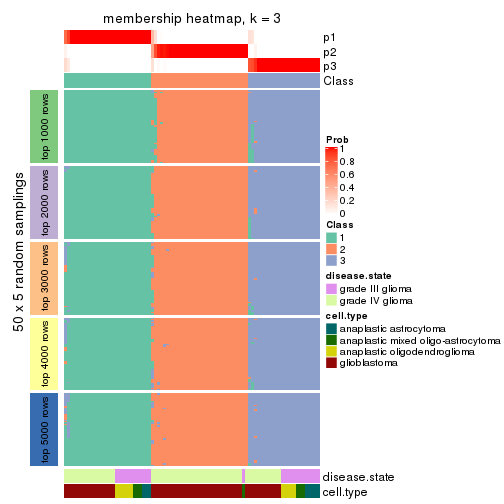 membership heatmap, k = 3
p1
p2
p3
Class
50 x 5 random samplings
top 1000 rows
top 2000 rows
top 3000 rows
top 4000 rows
top 5000 rows
disease.state
cell.type
Prob
1
0.8
0.6
0.4
0.2
0
Class
1
2
3
disease.state
grade III glioma
grade IV glioma
cell.type
anaplastic astrocytoma
anaplastic mixed oligo-astrocytoma
anaplastic oligodendroglioma
glioblastoma